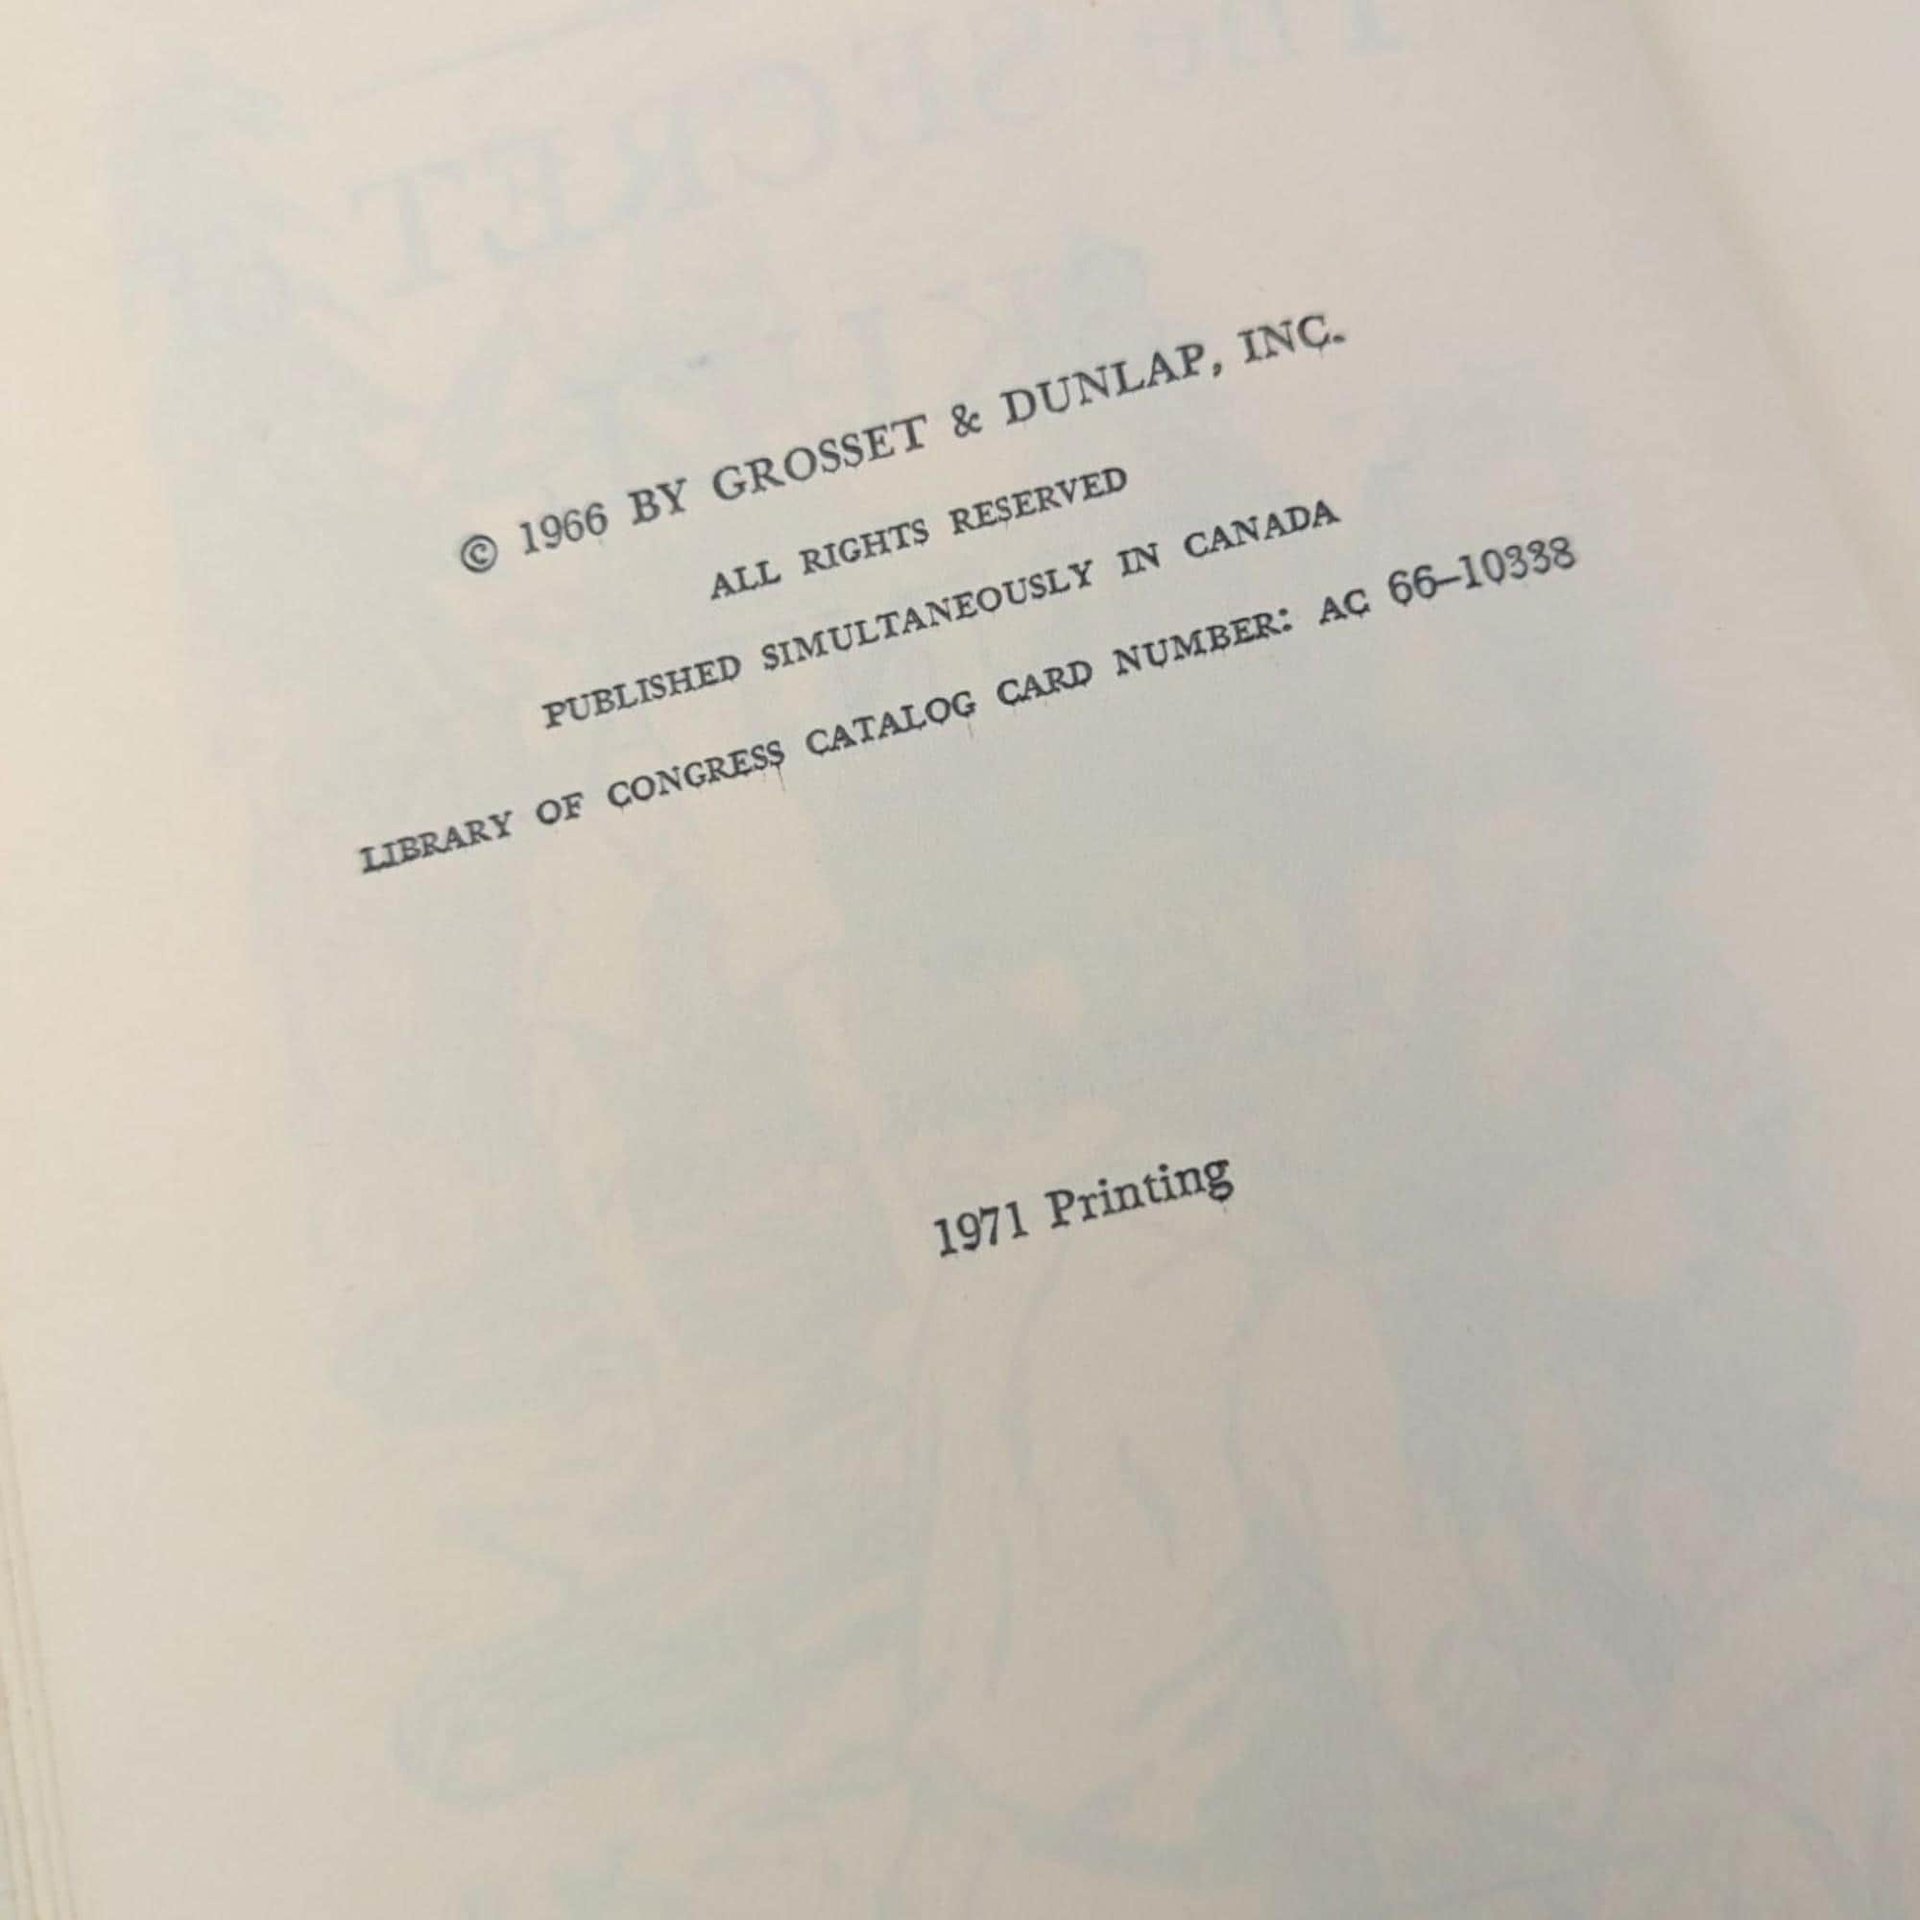 © 1966 BY GROSSET & DUNLAP, INC.
ALL RIGHTS RESERVED
PUBLISHED SIMULTANEOUSLY IN CANADA
LIBRARY OF CONGRESS CATALOG CARD NUMBER: AC 66–10338
1971 Printing